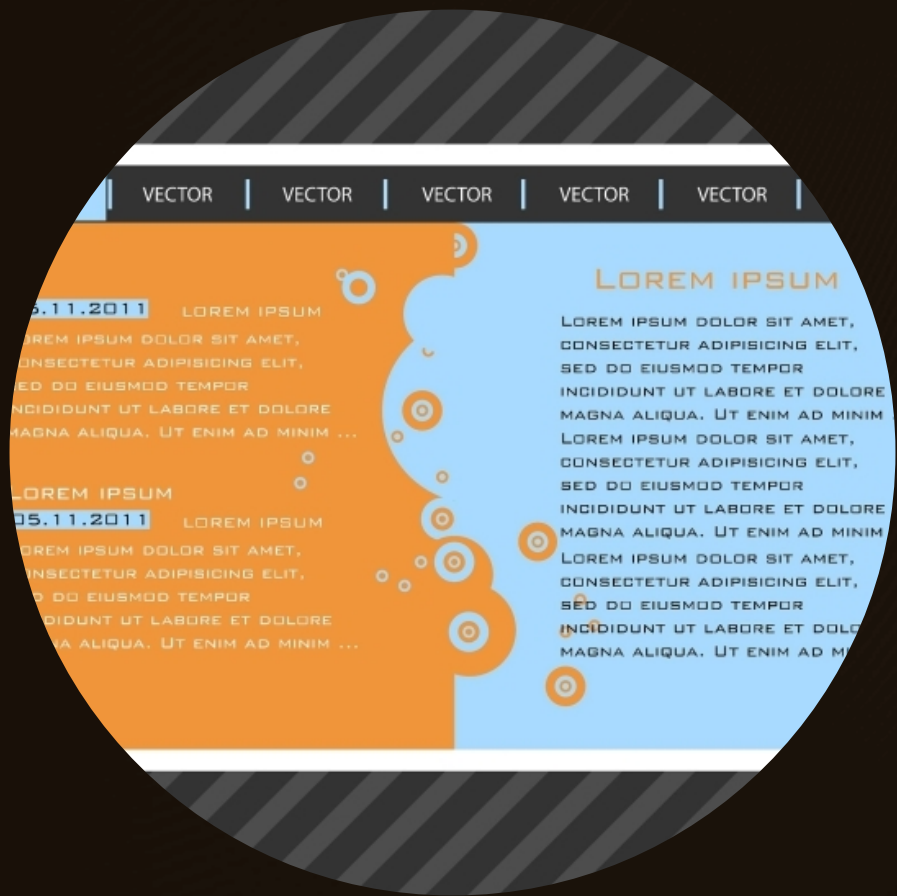 VECTOR VECTOR VECTOR VECTOR VECTOR
5.11.2011 LOREM IPSUM
OREM IPSUM DOLOR SIT AMET,
ONSECTETUR ADIPISICING ELIT,
ED DO EIUSMOD TEMPOR
NCIDIDUNT UT LABORE ET DOLORE
MAGNA ALIQUA. UT ENIM AD MINIM ...
LOREM IPSUM
05.11.2011 LOREM IPSUM
OREM IPSUM DOLOR SIT AMET,
NSECTETUR ADIPISICING ELIT,
D DO EIUSMOD TEMPOR
DIDUNT UT LABORE ET DOLORE
NA ALIQUA. UT ENIM AD MINIM ...
LOREM IPSUM
LOREM IPSUM DOLOR SIT AMET,
CONSECTETUR ADIPISICING ELIT,
SED DO EIUSMOD TEMPOR
INCIDIDUNT UT LABORE ET DOLORE
MAGNA ALIQUA. UT ENIM AD MINIM
LOREM IPSUM DOLOR SIT AMET,
CONSECTETUR ADIPISICING ELIT,
SED DO EIUSMOD TEMPOR
INCIDIDUNT UT LABORE ET DOLORE
MAGNA ALIQUA. UT ENIM AD MINIM
LOREM IPSUM DOLOR SIT AMET,
CONSECTETUR ADIPISICING ELIT,
SED DO EIUSMOD TEMPOR
INCIDIDUNT UT LABORE ET DOLO
MAGNA ALIQUA. UT ENIM AD M